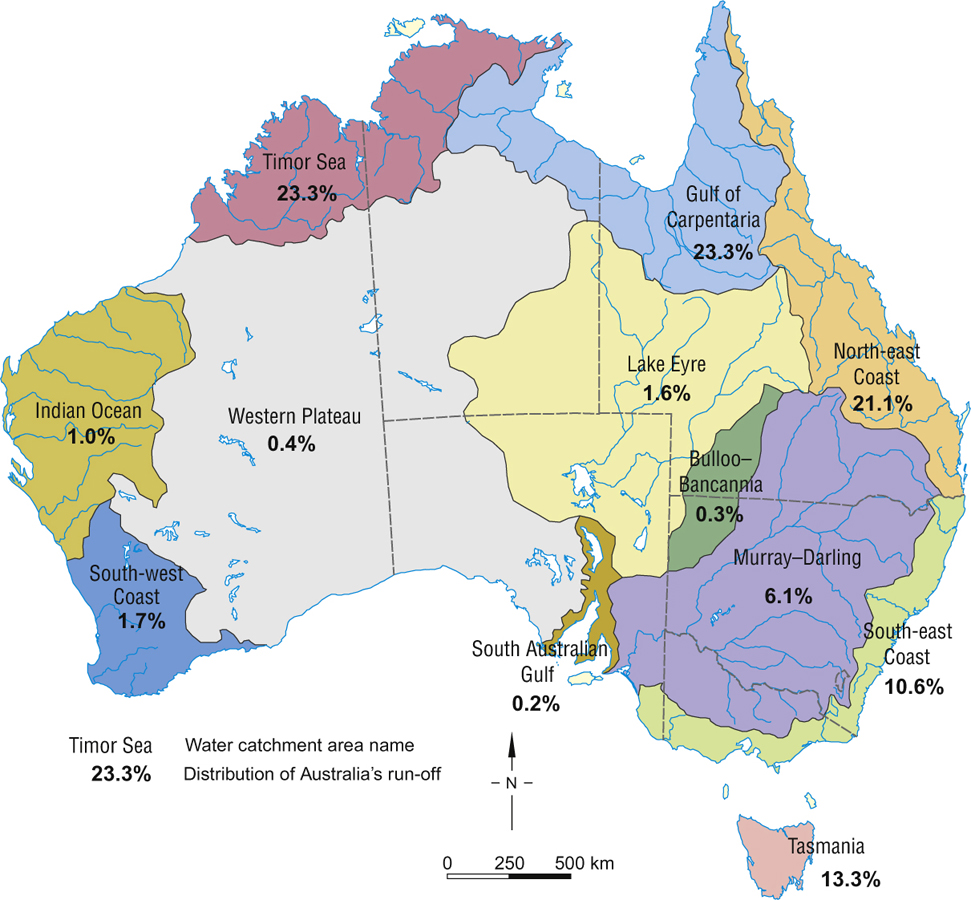 Timor Sea
23.3%
Gulf of
Carpentaria
23.3%
North-east
Coast
21.1%
Lake Eyre
1.6%
Indian Ocean
1.0%
Western Plateau
0.4%
Bulloo–
Bancannia
0.3%
Murray–Darling
6.1%
South-west
Coast
1.7%
South-east
Coast
10.6%
South Australian
Gulf
0.2%
Timor Sea Water catchment area name
23.3% Distribution of Australia's run-off
N
0 250 500 km
Tasmania
13.3%